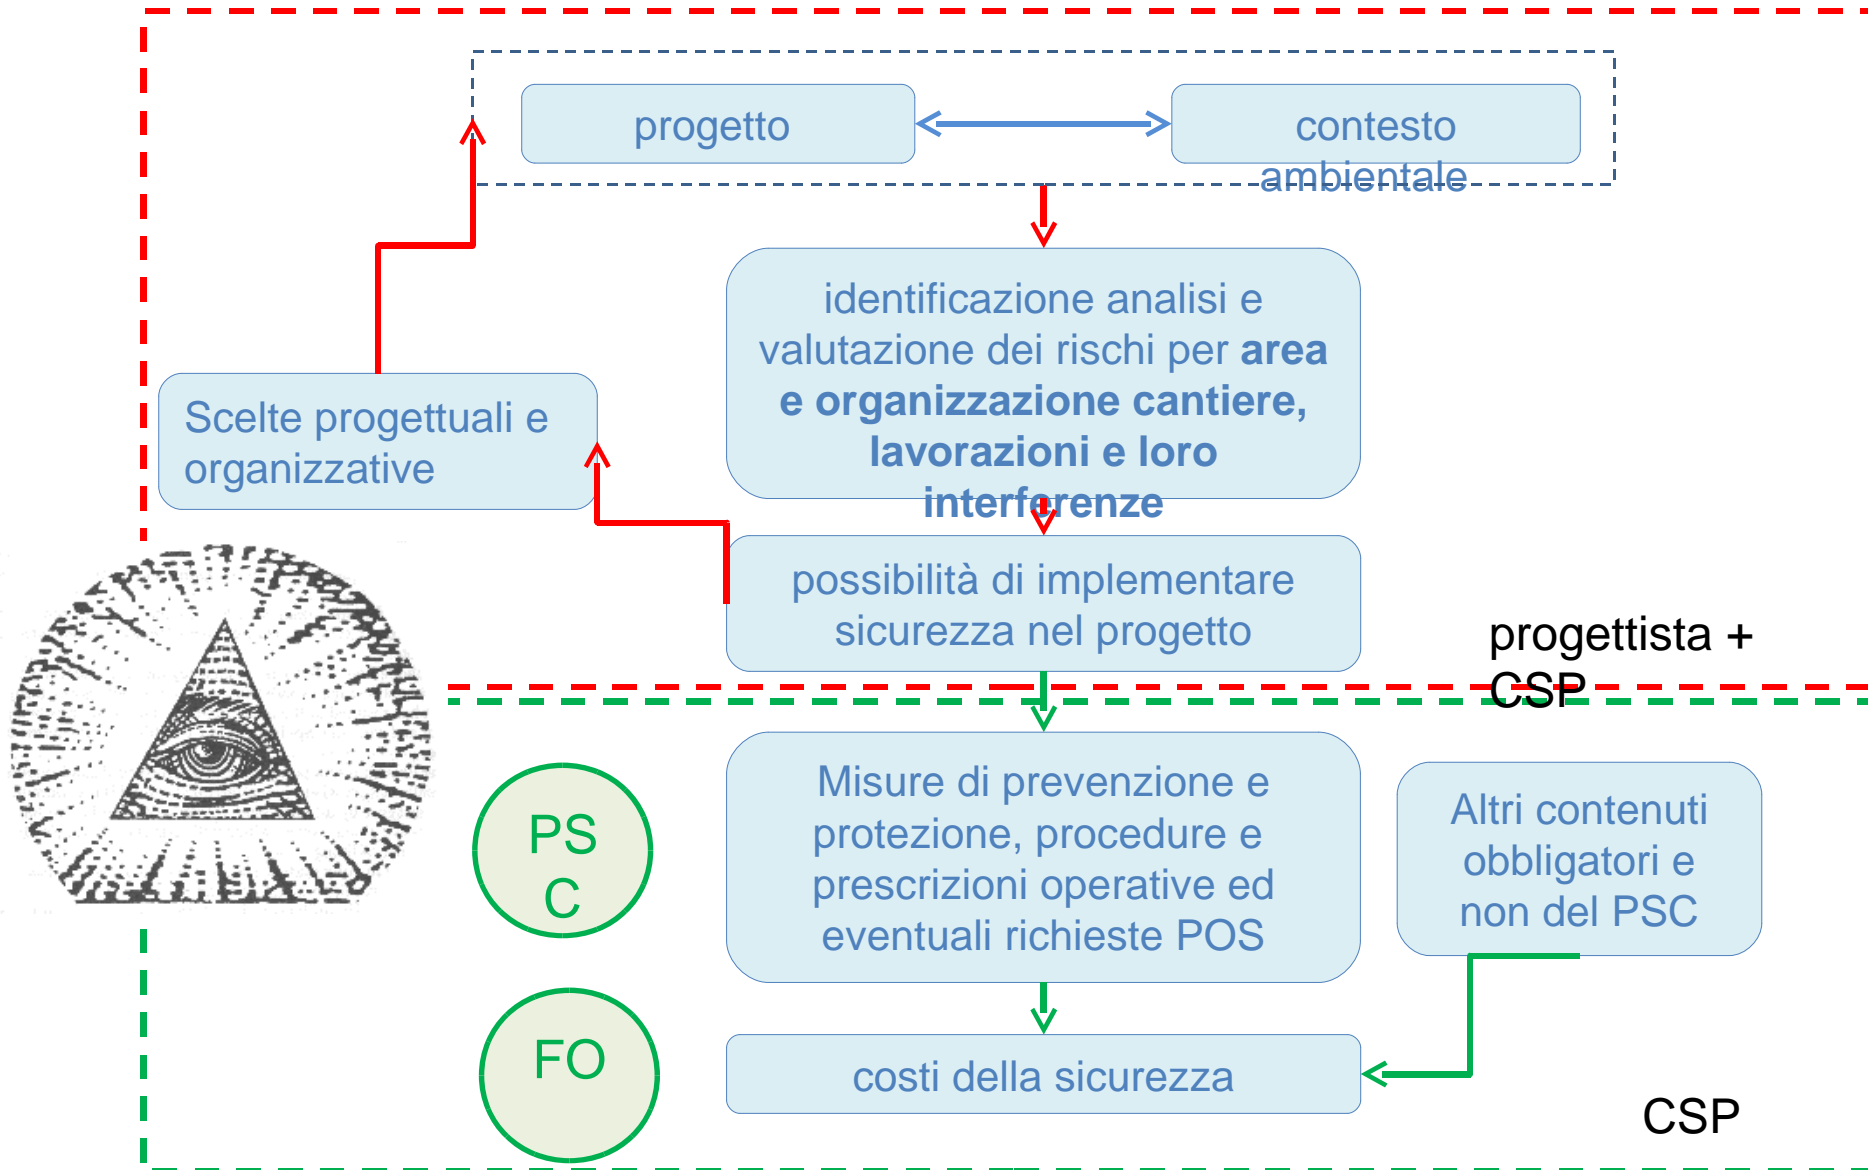 progetto
contesto
ambientale
identificazione analisi e
valutazione dei rischi per area
e organizzazione cantiere,
lavorazioni e loro
interferenze
Scelte progettuali e
organizzative
possibilità di implementare
sicurezza nel progetto
progettista +
CSP
PS
C
Misure di prevenzione e
protezione, procedure e
prescrizioni operative ed
eventuali richieste POS
Altri contenuti
obbligatori e
non del PSC
FO
costi della sicurezza
CSP